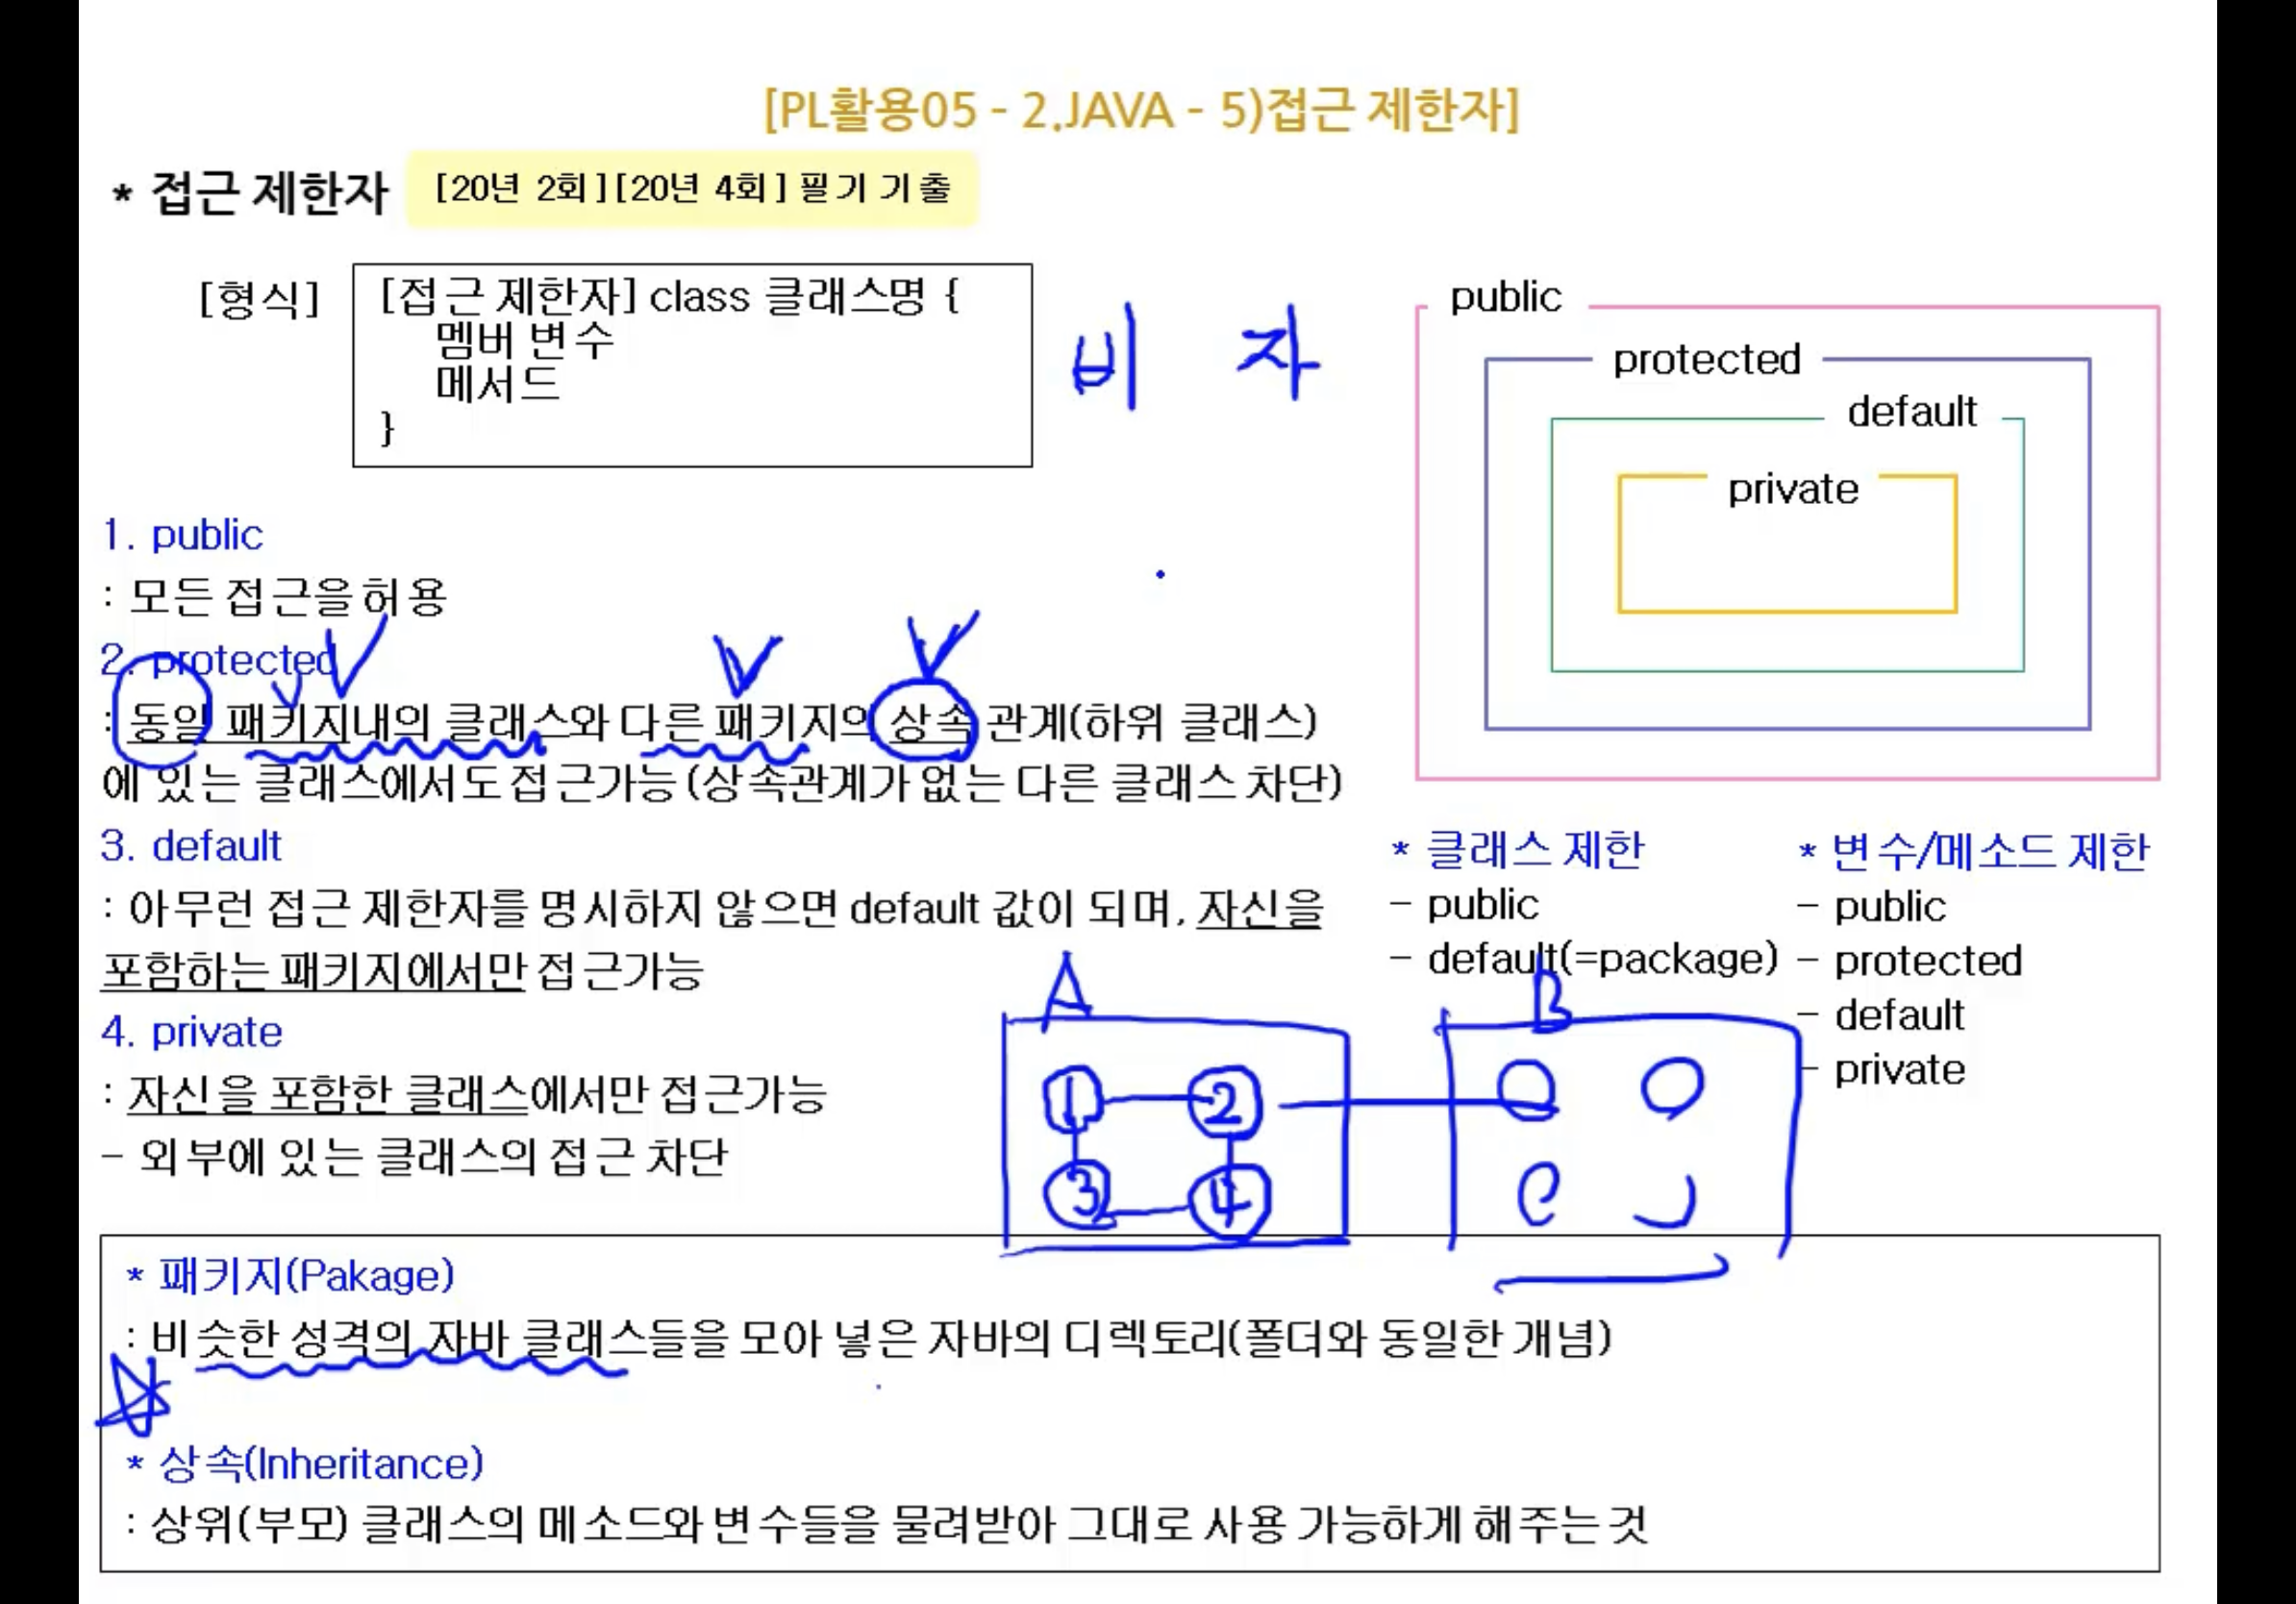 [PL활용05 - 2.JAVA - 5)접근 제한자]
* 접근 제한자
[20년 2회][20년 4회] 필기 기출
[형식]
[접근 제한자] class 클래스명 {
멤버 변수
메서드
}
비 자
public
protected
default
private
1. public
: 모든 접근을 허용
2. protected
: 동일 패키지내의 클래스와 다른 패키지의 상속 관계(하위 클래스)
에 있는 클래스에서도 접근가능(상속관계가 없는 다른 클래스 차단)
3. default
: 아무런 접근 제한자를 명시하지 않으면 default 값이 되며, 자신을
포함하는 패키지에서만 접근가능
4. private
: 자신을 포함한 클래스에서만 접근가능
- 외부에 있는 클래스의 접근 차단
* 클래스 제한
- public
- default(=package)
* 변수/메소드 제한
- public
- protected
- default
- private
A
1 2
3 4
B
* 패키지(Pakage)
: 비슷한 성격의 자바 클래스들을 모아 넣은 자바의 디렉토리(폴더와 동일한 개념)
* 상속(Inheritance)
: 상위(부모) 클래스의 메소드와 변수들을 물려받아 그대로 사용 가능하게 해주는 것